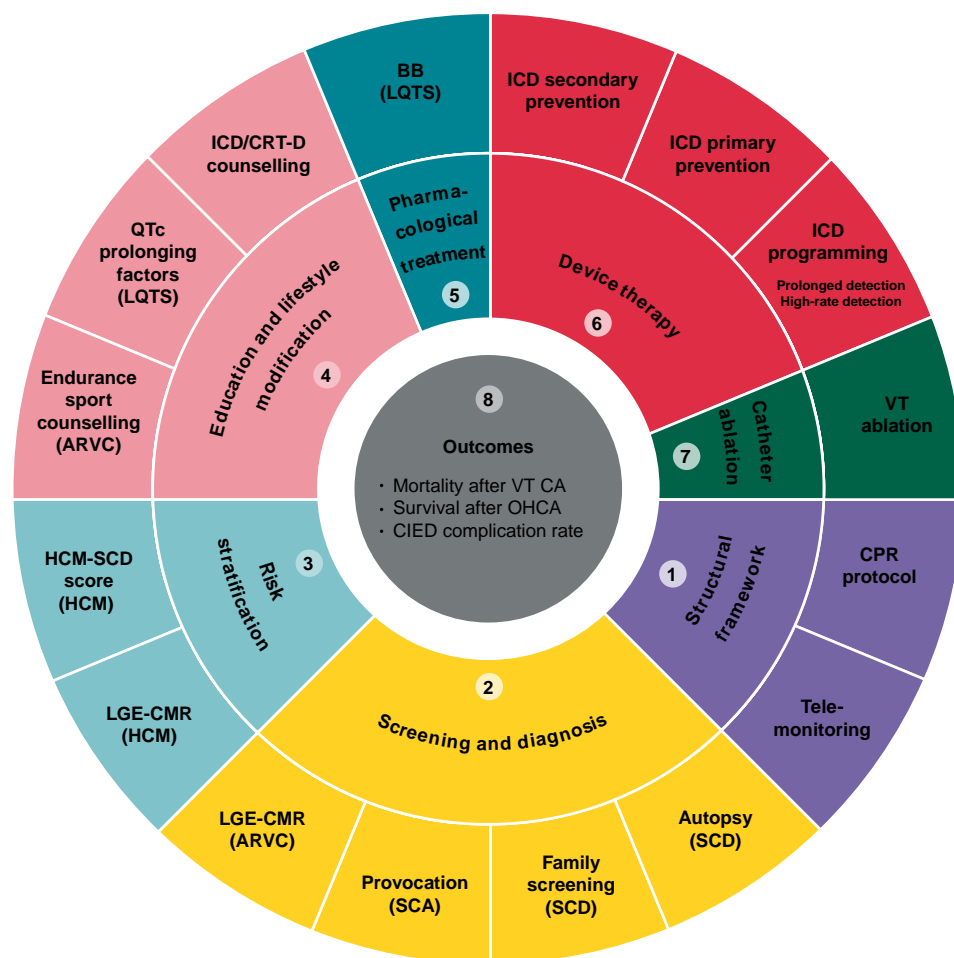 BB
(LQTS)
ICD secondary
prevention
ICD primary
prevention
ICD
programming
Prolonged detection
High-rate detection
VT
ablation
CPR
protocol
Tele-
monitoring
Autopsy
(SCD)
Family
screening
(SCD)
Provocation
(SCA)
LGE-CMR
(ARVC)
LGE-CMR
(HCM)
HCM-SCD
score
(HCM)
Endurance
sport
counselling
(ARVC)
QTc
prolonging
factors
(LQTS)
ICD/CRT-D
counselling
Pharma-
cological
treatment
5
Device therapy
6
Catheter
ablation
7
Structural
framework
1
Screening and diagnosis
2
Risk
stratification
3
Education and lifestyle
modification
4
8
Outcomes
· Mortality after VT CA
· Survival after OHCA
· CIED complication rate